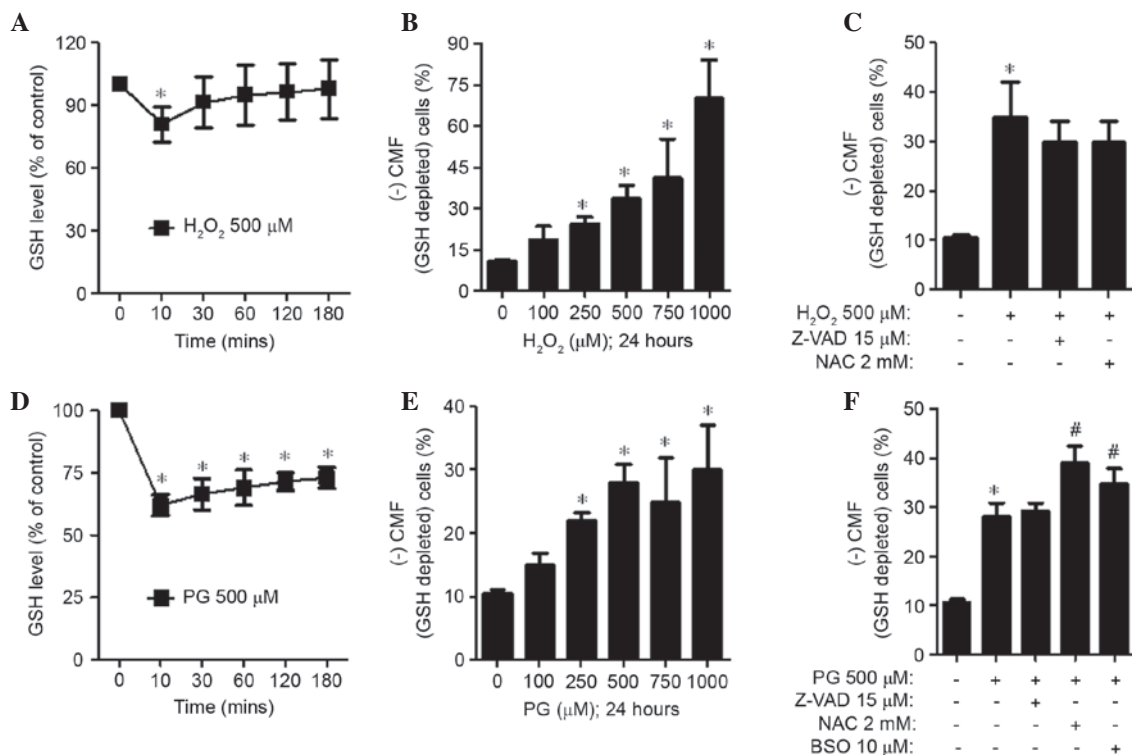 A
GSH level (% of control)
120
90
60
30
0
*
H₂O₂ 500 μM
0 10 30 60 120 180
Time (mins)
B
(-) CMF
(GSH depleted) cells (%)
90
75
60
45
30
15
0
* * * *
0 100 250 500 750 1000
H₂O₂ (μM); 24 hours
C
(-) CMF
(GSH depleted) cells (%)
50
40
30
20
10
0
*
H₂O₂ 500 μM: - + + +
Z-VAD 15 μM: - - + -
NAC 2 mM: - - - +
D
GSH level (% of control)
100
75
50
25
0
* * * * *
PG 500 μM
0 10 30 60 120 180
Time (mins)
E
(-) CMF
(GSH depleted) cells (%)
40
30
20
10
0
* * * *
0 100 250 500 750 1000
PG (μM); 24 hours
F
(-) CMF
(GSH depleted) cells (%)
50
40
30
20
10
0
* # #
PG 500 μM: - + + + +
Z-VAD 15 μM: - - + - -
NAC 2 mM: - - - + -
BSO 10 μM: - - - - +